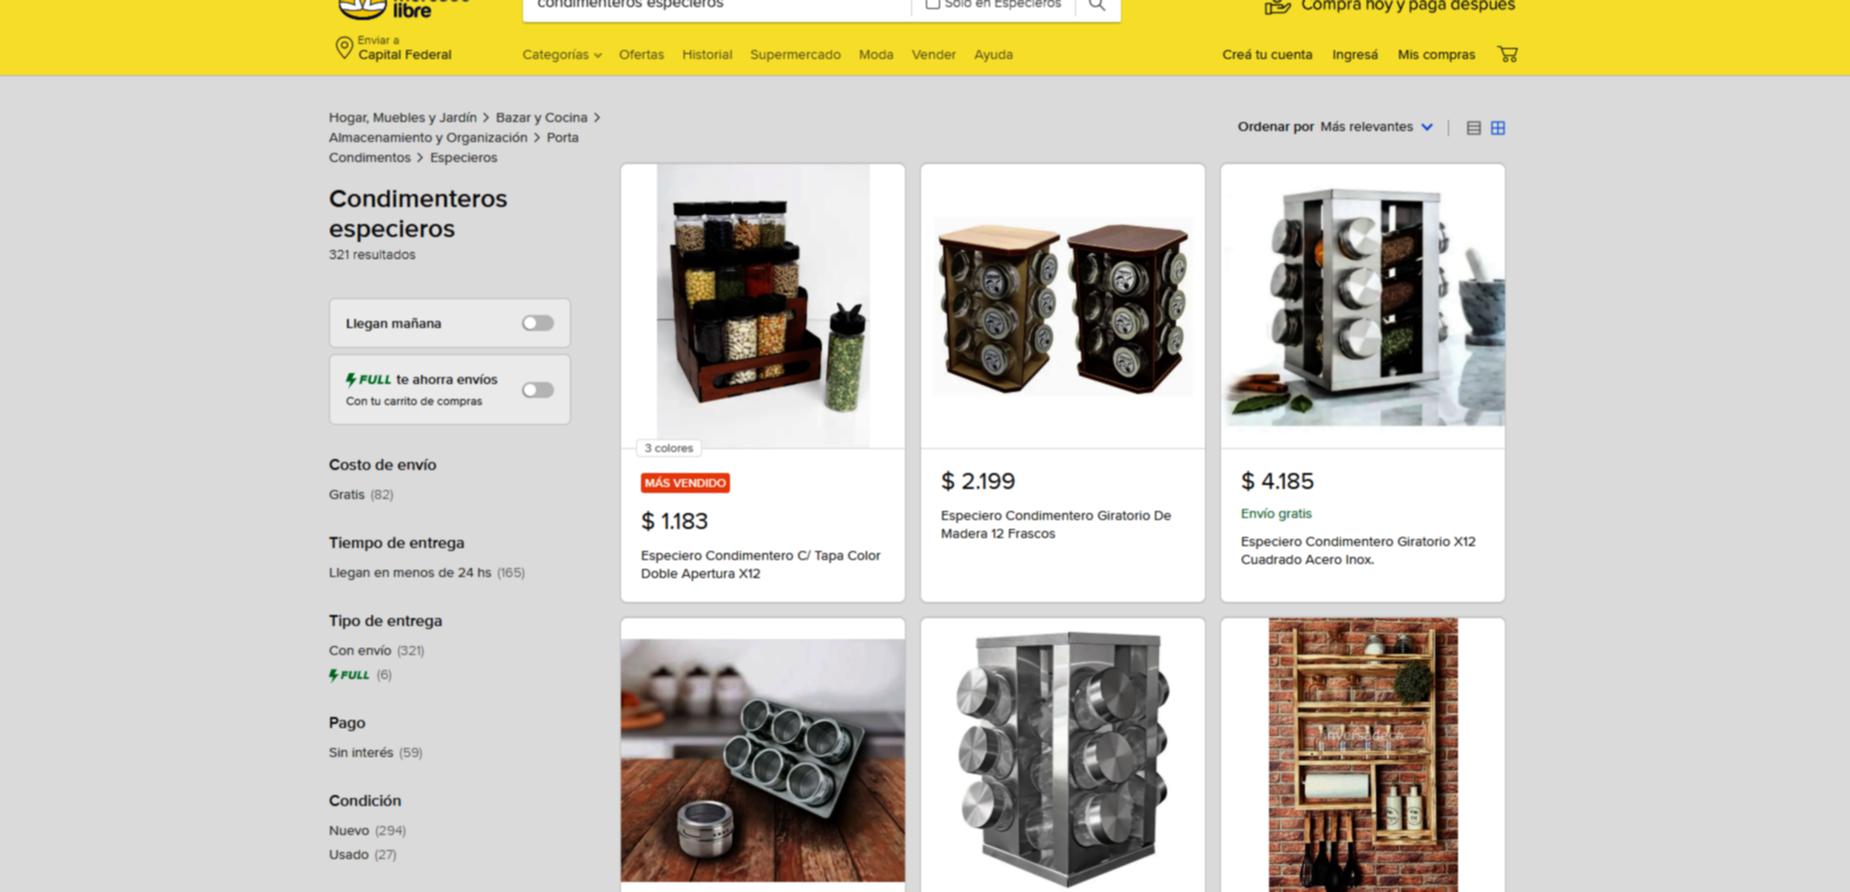 libre
condimenteros especieros
Solo en Especieros
Compra hoy y paga después
Enviar a
Capital Federal
Categorías
Ofertas
Historial
Supermercado
Moda
Vender
Ayuda
Creá tu cuenta
Ingresá
Mis compras
Hogar, Muebles y Jardín > Bazar y Cocina >
Almacenamiento y Organización > Porta
Condimentos > Especieros
Ordenar por Más relevantes
Condimenteros
especieros
321 resultados
Llegan mañana
FULL te ahorra envíos
Con tu carrito de compras
Costo de envío
Gratis (82)
Tiempo de entrega
Llegan en menos de 24 hs (165)
Tipo de entrega
Con envío (321)
FULL (6)
Pago
Sin interés (59)
Condición
Nuevo (294)
Usado (27)
3 colores
MÁS VENDIDO
$ 1.183
Especiero Condimentero C/ Tapa Color
Doble Apertura X12
$ 2.199
Especiero Condimentero Giratorio De
Madera 12 Frascos
$ 4.185
Envío gratis
Especiero Condimentero Giratorio X12
Cuadrado Acero Inox.